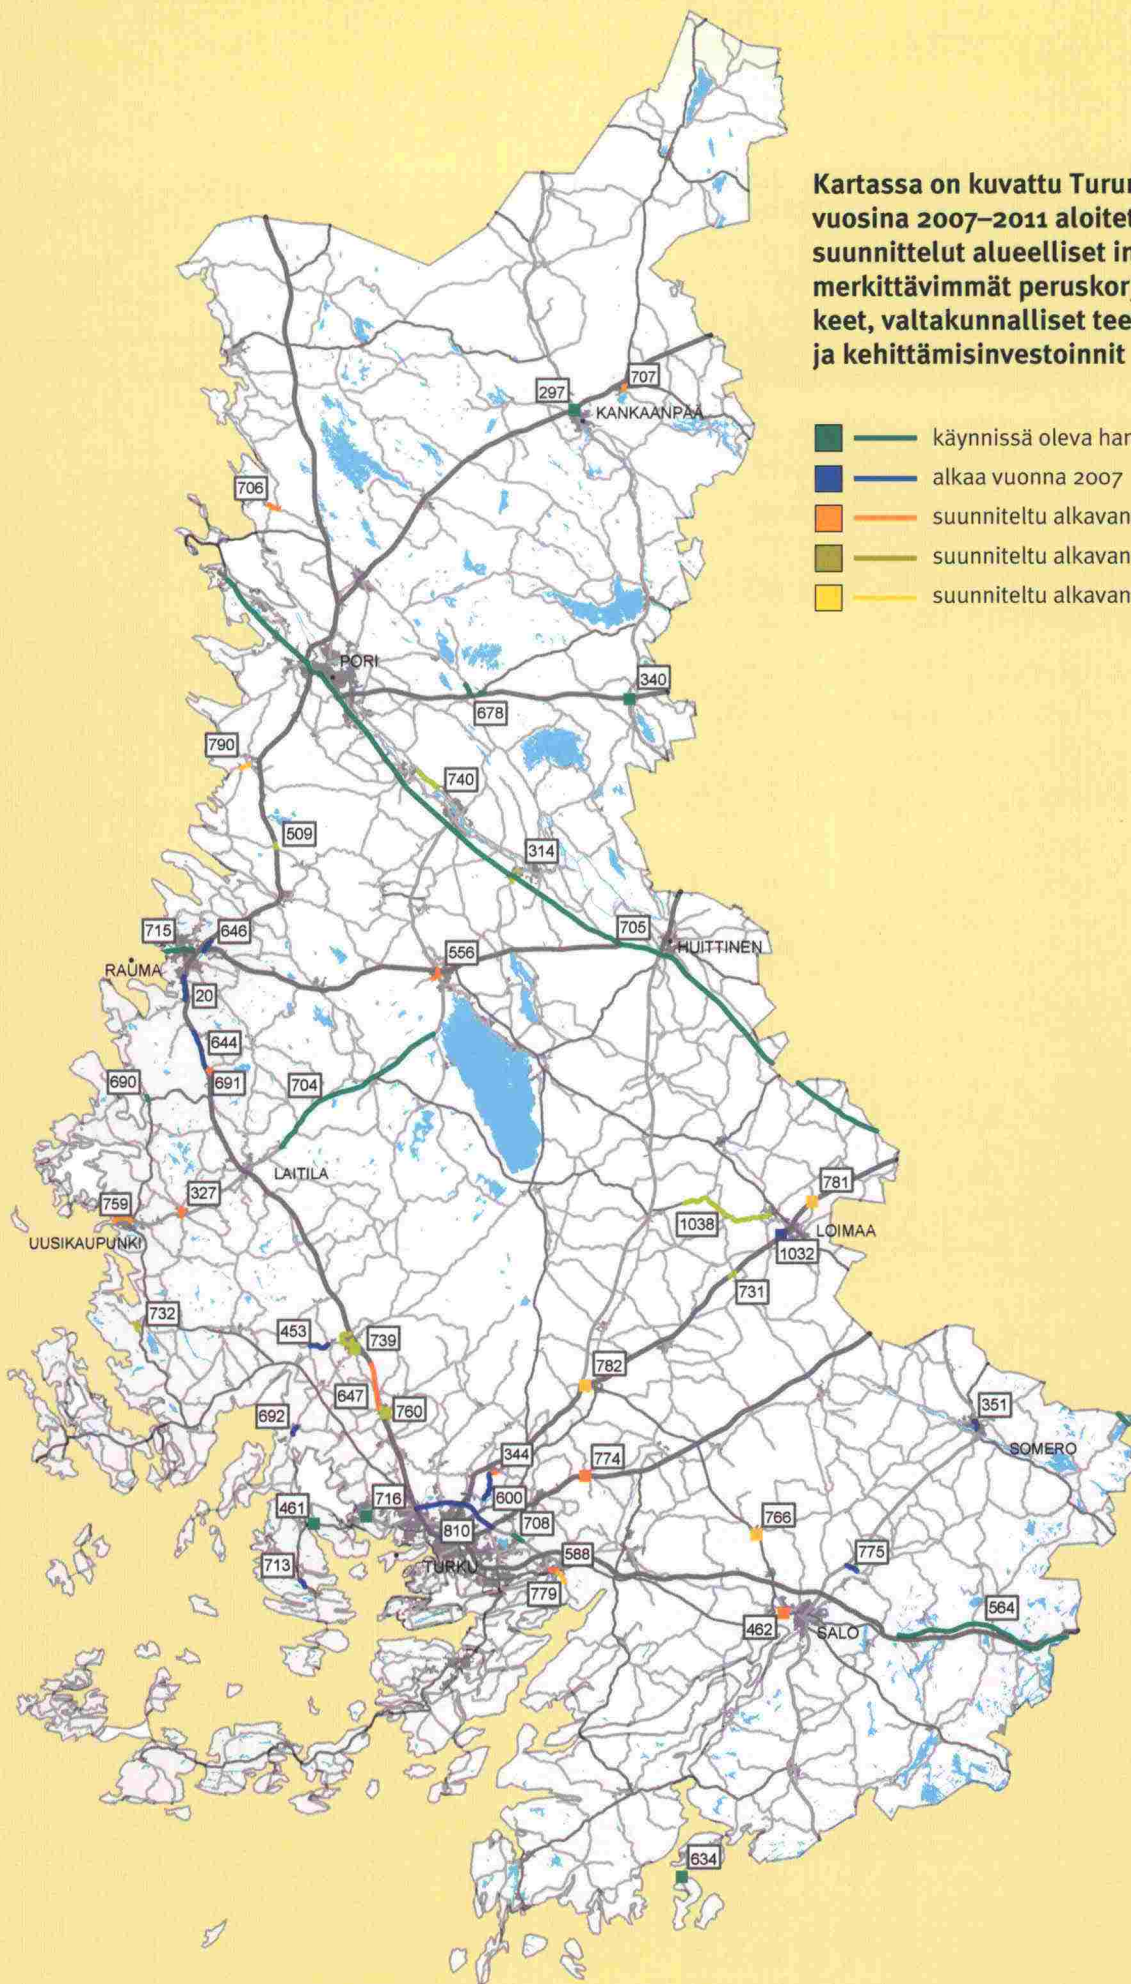 Kartassa on kuvattu Turun
vuosina 2007–2011 aloitet
suunnittelut alueelliset in
merkittävimmät peruskorj
keet, valtakunnalliset tee
ja kehittämisinvestoinnit
käynnissä oleva han
alkaa vuonna 2007
suunniteltu alkavan
suunniteltu alkavan
suunniteltu alkavan
707
297
KANKAANPÄÄ
706
PORI
340
678
790
740
509
314
715
646
705
HUITTINEN
RAUMA
556
20
644
690
691
704
LAITILA
759
327
781
1038
UUSIKAUPUNKI
LOIMAA
1032
731
732
453
739
782
647
760
692
351
344
774
SOMERO
461
716
600
708
766
810
713
TURKU
588
775
779
564
462
SALO
634